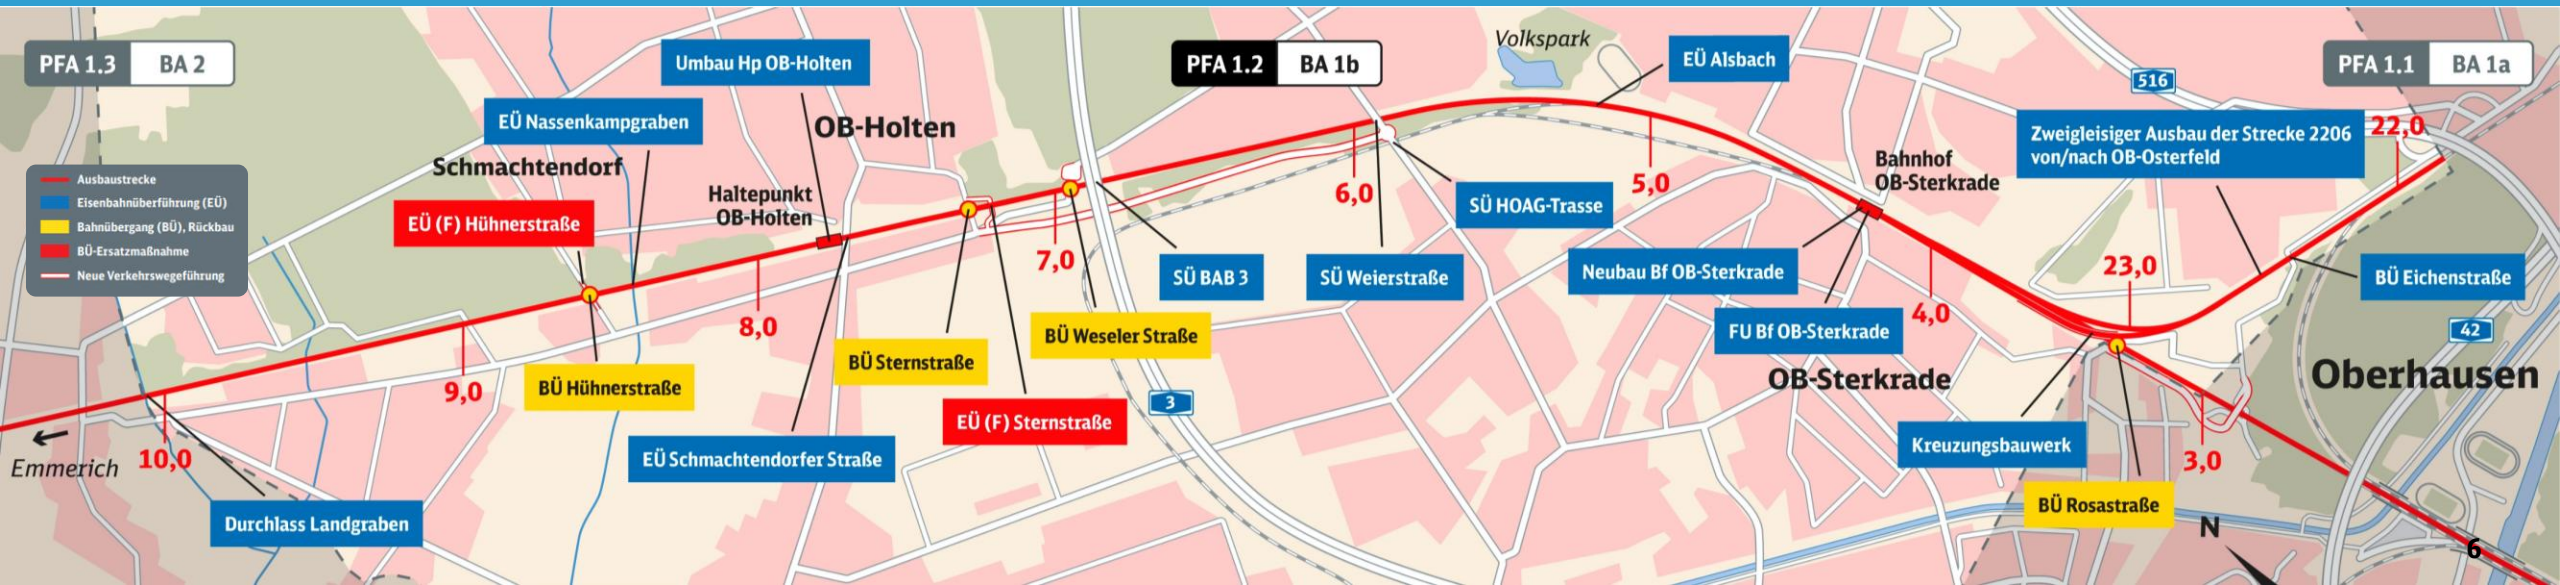 PFA 1.3 BA 2
Umbau Hp OB-Holten
PFA 1.2 BA 1b
Volkspark
EÜ Alsbach
516
PFA 1.1 BA 1a
EÜ Nassenkampgraben
OB-Holten
Schmachtendorf
Zweigleisiger Ausbau der Strecke 2206
von/nach OB-Osterfeld
22,0
Ausbaustrecke
Eisenbahnüberführung (EÜ)
Bahnübergang (BÜ), Rückbau
BÜ-Ersatzmaßnahme
Neue Verkehrswegeführung
EÜ (F) Hühnerstraße
Haltepunkt
OB-Holten
6,0
SÜ HOAG-Trasse
5,0
Bahnhof
OB-Sterkrade
7,0
SÜ BAB 3
SÜ Weierstraße
Neubau Bf OB-Sterkrade
23,0
BÜ Eichenstraße
8,0
BÜ Weseler Straße
FU Bf OB-Sterkrade
4,0
42
9,0
BÜ Hühnerstraße
BÜ Sternstraße
3
OB-Sterkrade
Oberhausen
EÜ (F) Sternstraße
Emmerich
10,0
EÜ Schmachtendorfer Straße
Kreuzungsbauwerk
3,0
Durchlass Landgraben
BÜ Rosastraße
N
6